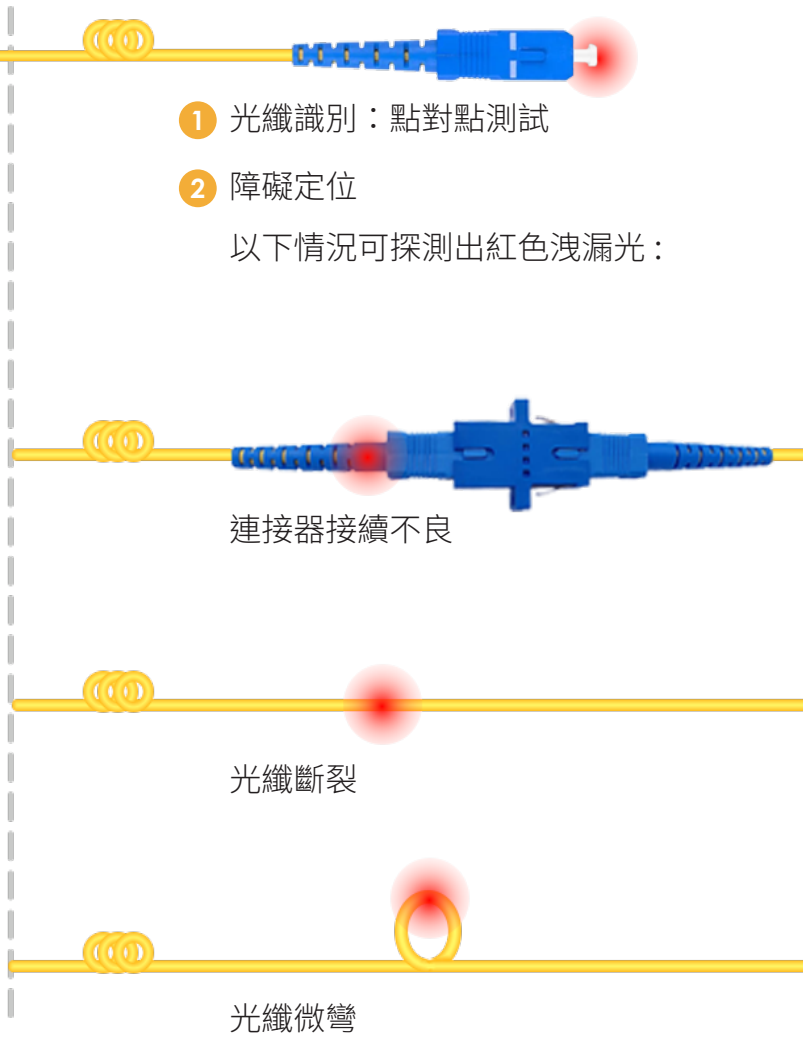 1 光纖識別：點對點測試
2 障礙定位
以下情況可探測出紅色洩漏光：
連接器接續不良
光纖斷裂
光纖微彎